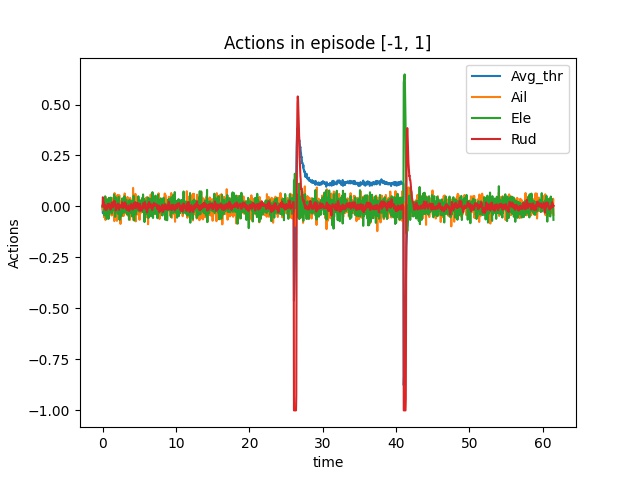 Actions in episode [-1, 1]
Avg_thr
Ail
Ele
Rud
Actions
0.50
0.25
0.00
−0.25
−0.50
−0.75
−1.00
0 10 20 30 40 50 60
time